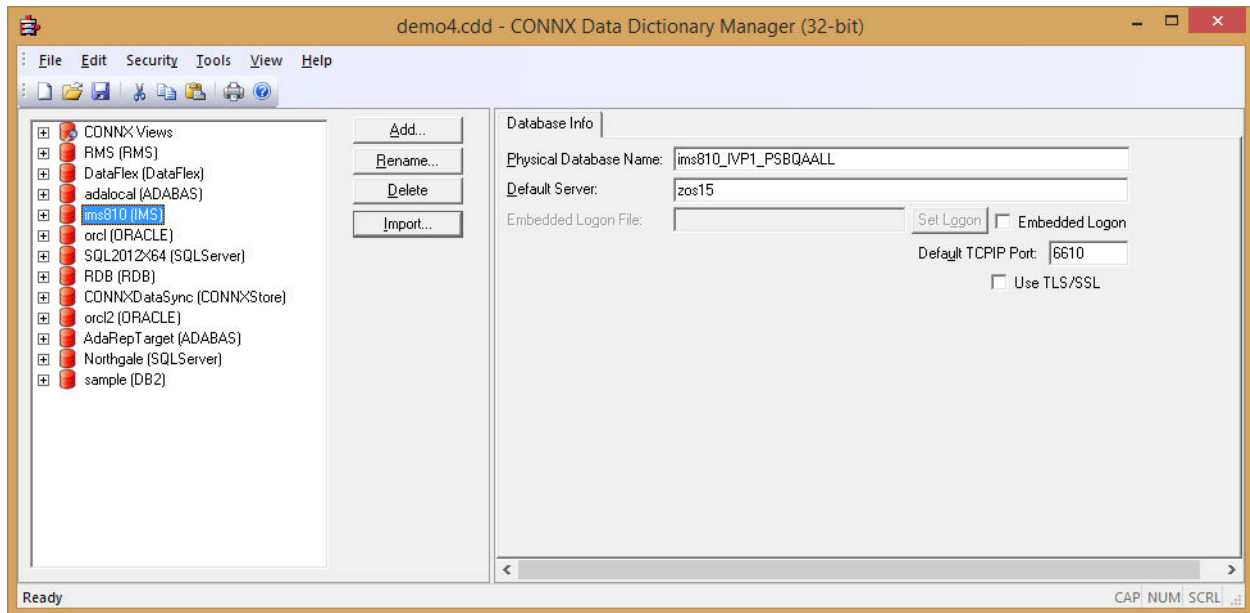 demo4.cdd - CONNX Data Dictionary Manager (32-bit)
File Edit Security Tools View Help
CONNX Views
RMS (RMS)
DataFlex (DataFlex)
adalocal (ADABAS)
ims810 (IMS)
orcl (ORACLE)
SQL2012X64 (SQLServer)
RDB (RDB)
CONNXDataSync (CONNXStore)
orcl2 (ORACLE)
AdaRepTarget (ADABAS)
Northgale (SQLServer)
sample (DB2)
Add...
Rename...
Delete
Import...
Database Info
Physical Database Name: ims810_IVP1_PSBQAALL
Default Server: zos15
Embedded Logon File: Set Logon Embedded Logon
Default TCPIP Port: 6610
Use TLS/SSL
Ready CAP NUM SCRL